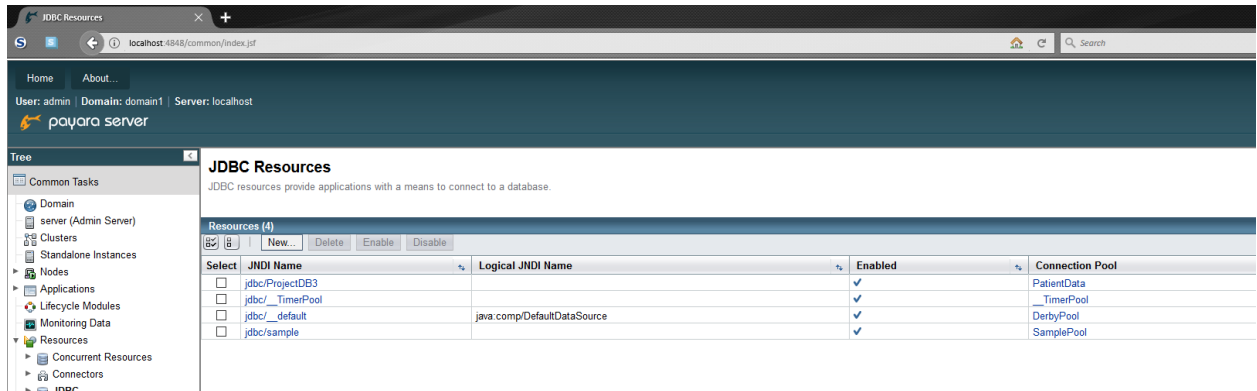 JDBC Resources
localhost:4848/common/index.jsf
Search
Home About...
User: admin | Domain: domain1 | Server: localhost
payara server
Tree
Common Tasks
Domain
server (Admin Server)
Clusters
Standalone Instances
Nodes
Applications
Lifecycle Modules
Monitoring Data
Resources
Concurrent Resources
Connectors
JDBC
JDBC Resources
JDBC resources provide applications with a means to connect to a database.
Resources (4)
New... Delete Enable Disable
Select JNDI Name Logical JNDI Name Enabled Connection Pool
jdbc/ProjectDB3 PatientData
jdbc/__TimerPool __TimerPool
jdbc/__default java:comp/DefaultDataSource DerbyPool
jdbc/sample SamplePool